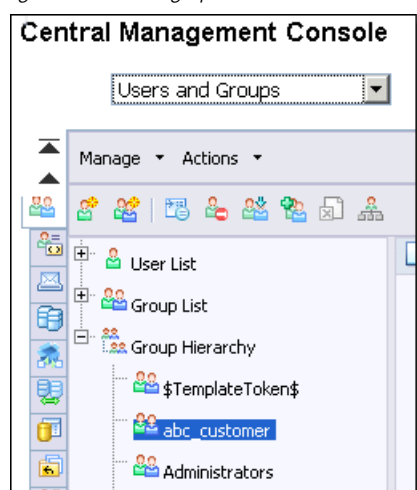 Central Management Console
Users and Groups
Manage Actions
User List
Group List
Group Hierarchy
$TemplateToken$
abc_customer
Administrators